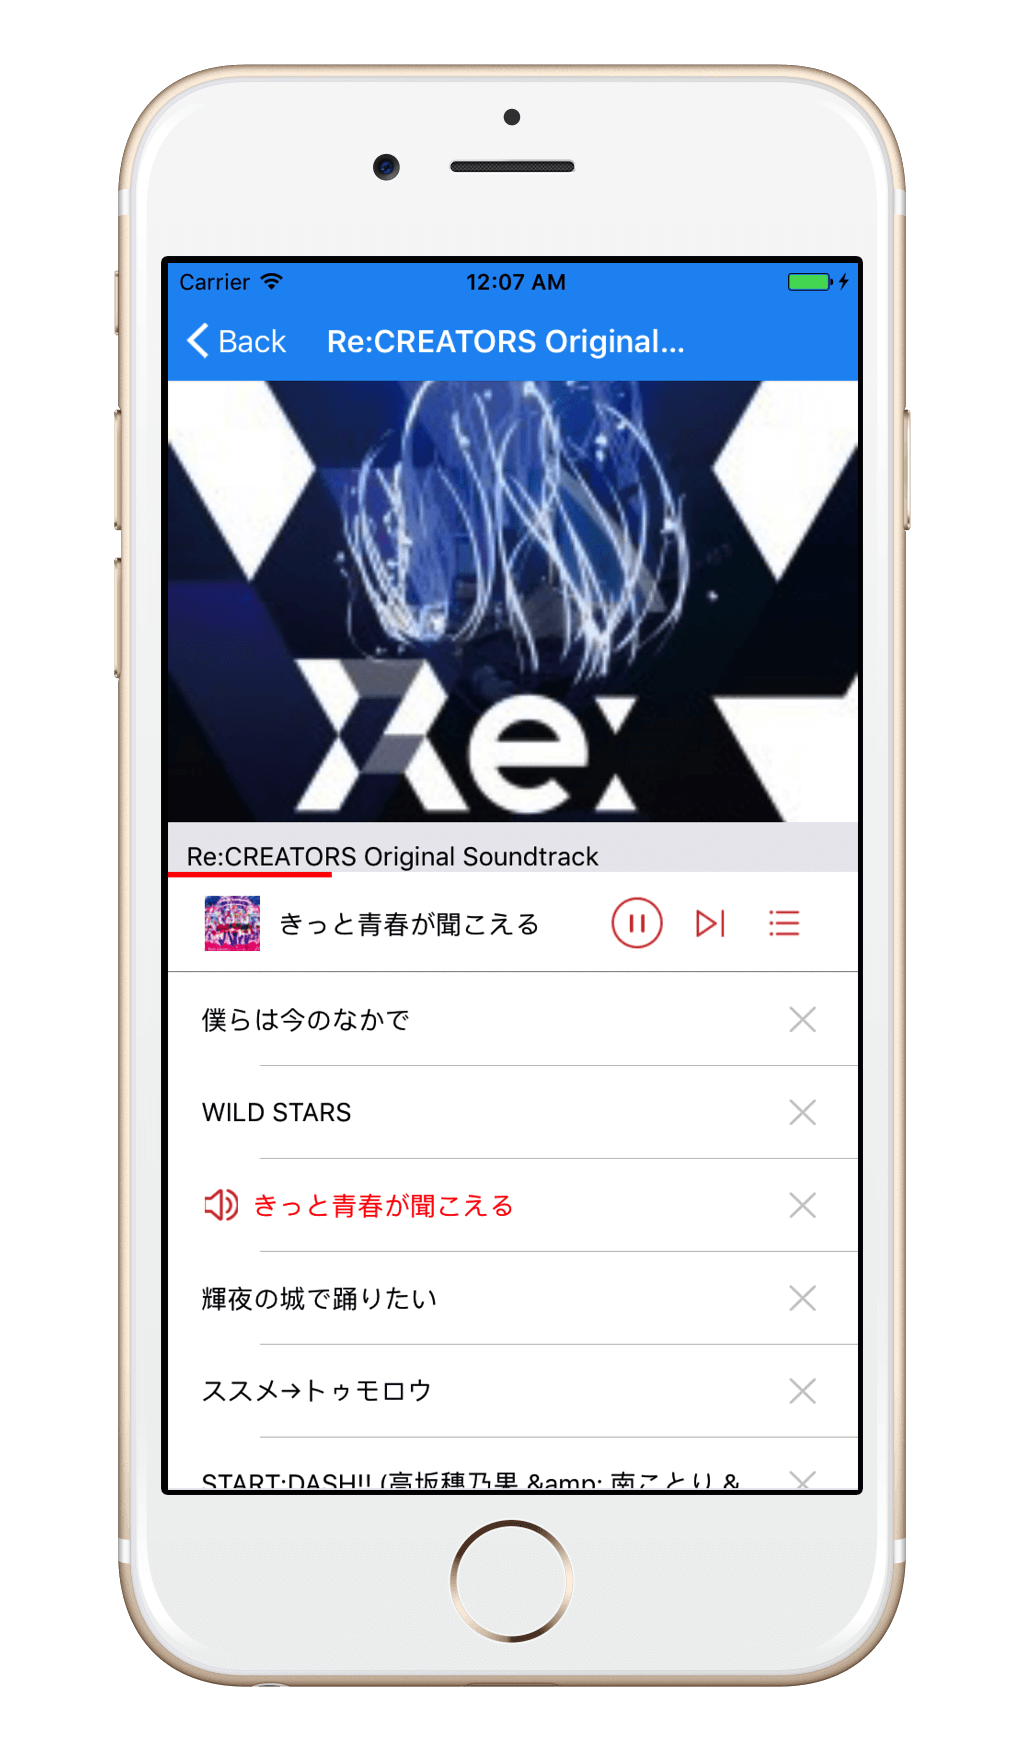 Carrier 12:07 AM
Back Re:CREATORS Original...
Re:
Re:CREATORS Original Soundtrack
きっと青春が聞こえる
僕らは今のなかで
WILD STARS
きっと青春が聞こえる
輝夜の城で踊りたい
ススメ→トゥモロウ
START:DASH!! (高坂穂乃果 &amp; 南ことり &